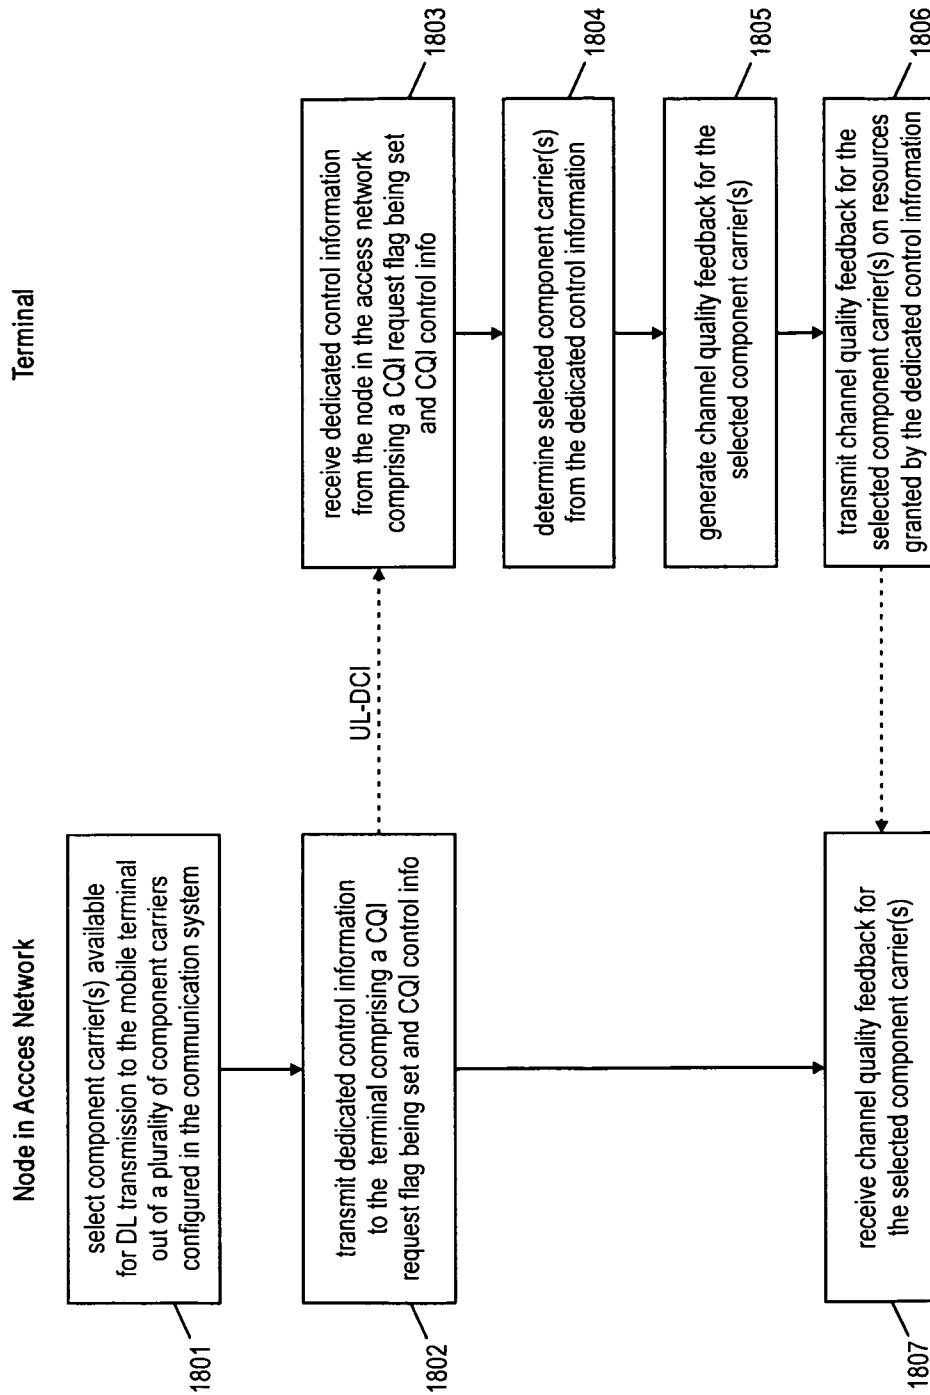 Node in Accces Network
Terminal
select component carrier(s) available
for DL transmission to the mobile terminal
out of a plurality of component carriers
configured in the communication system
1801
transmit dedicated control information
to the terminal comprising a CQI
request flag being set and CQI control info
1802
UL-DCI
receive dedicated control information
from the node in the access network
comprising a CQI request flag being set
and CQI control info
1803
determine selected component carrier(s)
from the dedicated control information
1804
generate channel quality feedback for the
selected component carrier(s)
1805
transmit channel quality feedback for the
selected component carrier(s) on resources
granted by the dedicated control infromation
1806
receive channel quality feedback for
the selected component carrier(s)
1807